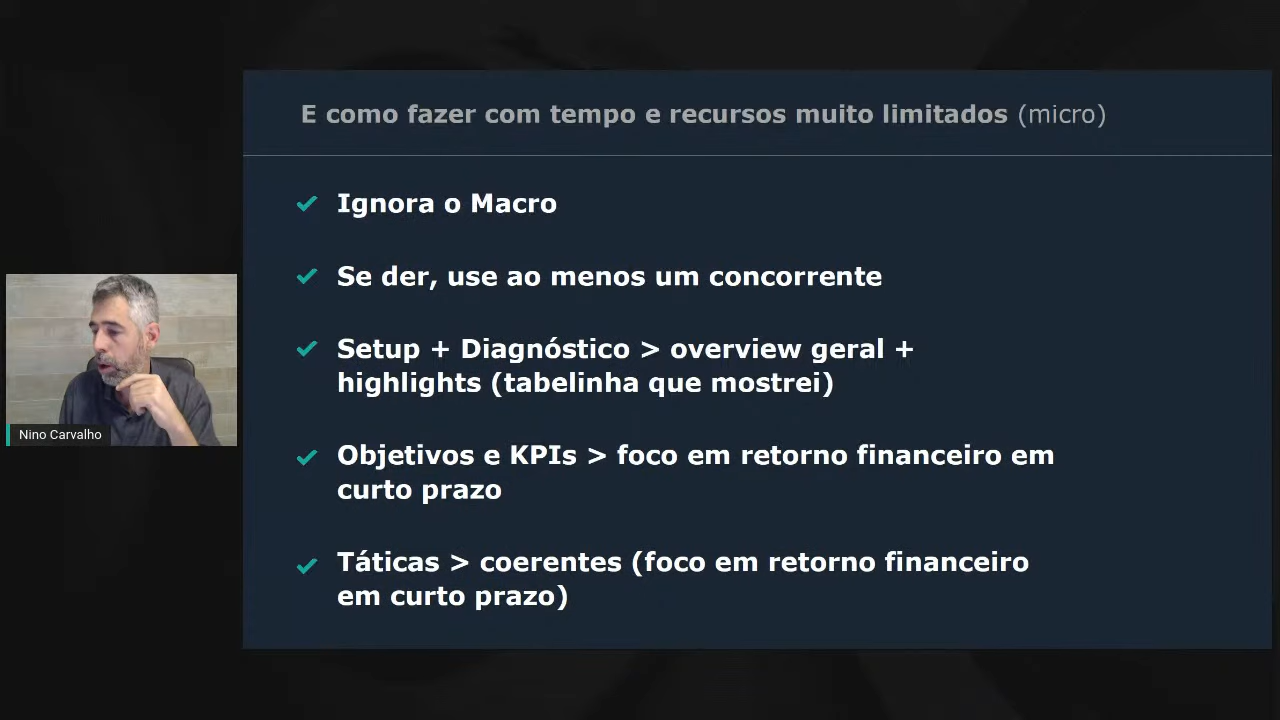 E como fazer com tempo e recursos muito limitados (micro)
Ignora o Macro
Se der, use ao menos um concorrente
Setup + Diagnóstico > overview geral +
highlights (tabelinha que mostrei)
Objetivos e KPIs > foco em retorno financeiro em
curto prazo
Táticas > coerentes (foco em retorno financeiro
em curto prazo)
Nino Carvalho